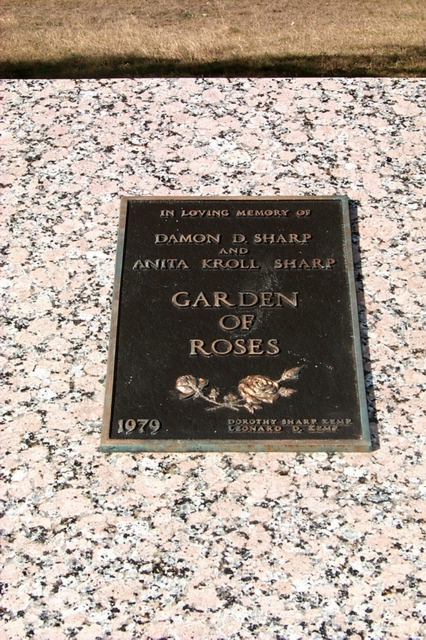 IN LOVING MEMORY OF
DAMON D. SHARP
AND
ANITA KROLL SHARP
GARDEN
OF
ROSES
1979
DOROTHY SHARP KEMP
LEONARD D. KEMP